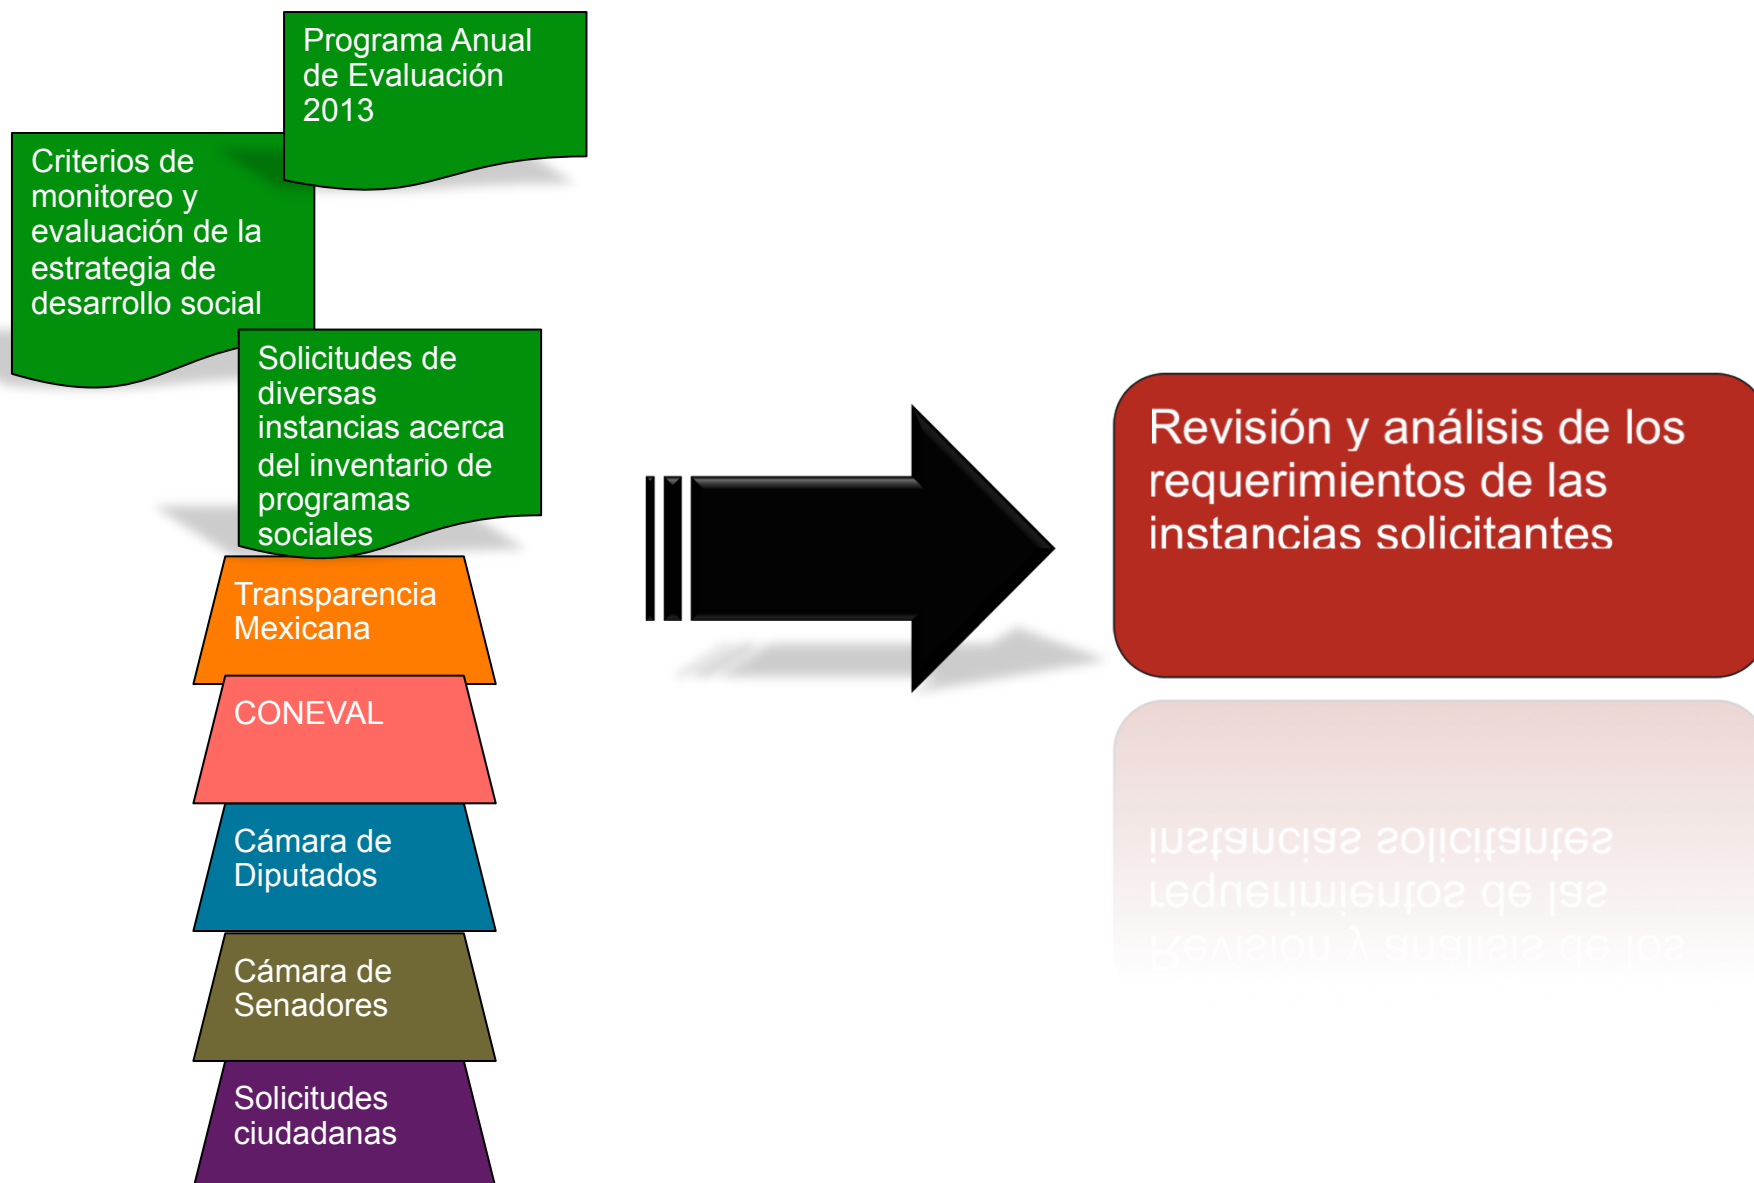 Programa Anual
de Evaluación
2013
Criterios de
monitoreo y
evaluación de la
estrategia de
desarrollo social
Solicitudes de
diversas
instancias acerca
del inventario de
programas
sociales
Transparencia
Mexicana
CONEVAL
Cámara de
Diputados
Cámara de
Senadores
Solicitudes
ciudadanas
Revisión y análisis de los
requerimientos de las
instancias solicitantes